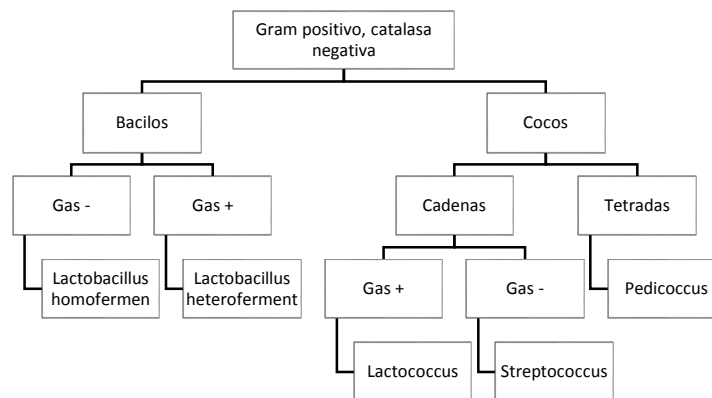 Gram positivo, catalasa
negativa
Bacilos
Cocos
Gas -
Gas +
Cadenas
Tetradas
Lactobacillus
homofermen
Lactobacillus
heteroferment
Gas +
Gas -
Pedicoccus
Lactococcus
Streptococcus